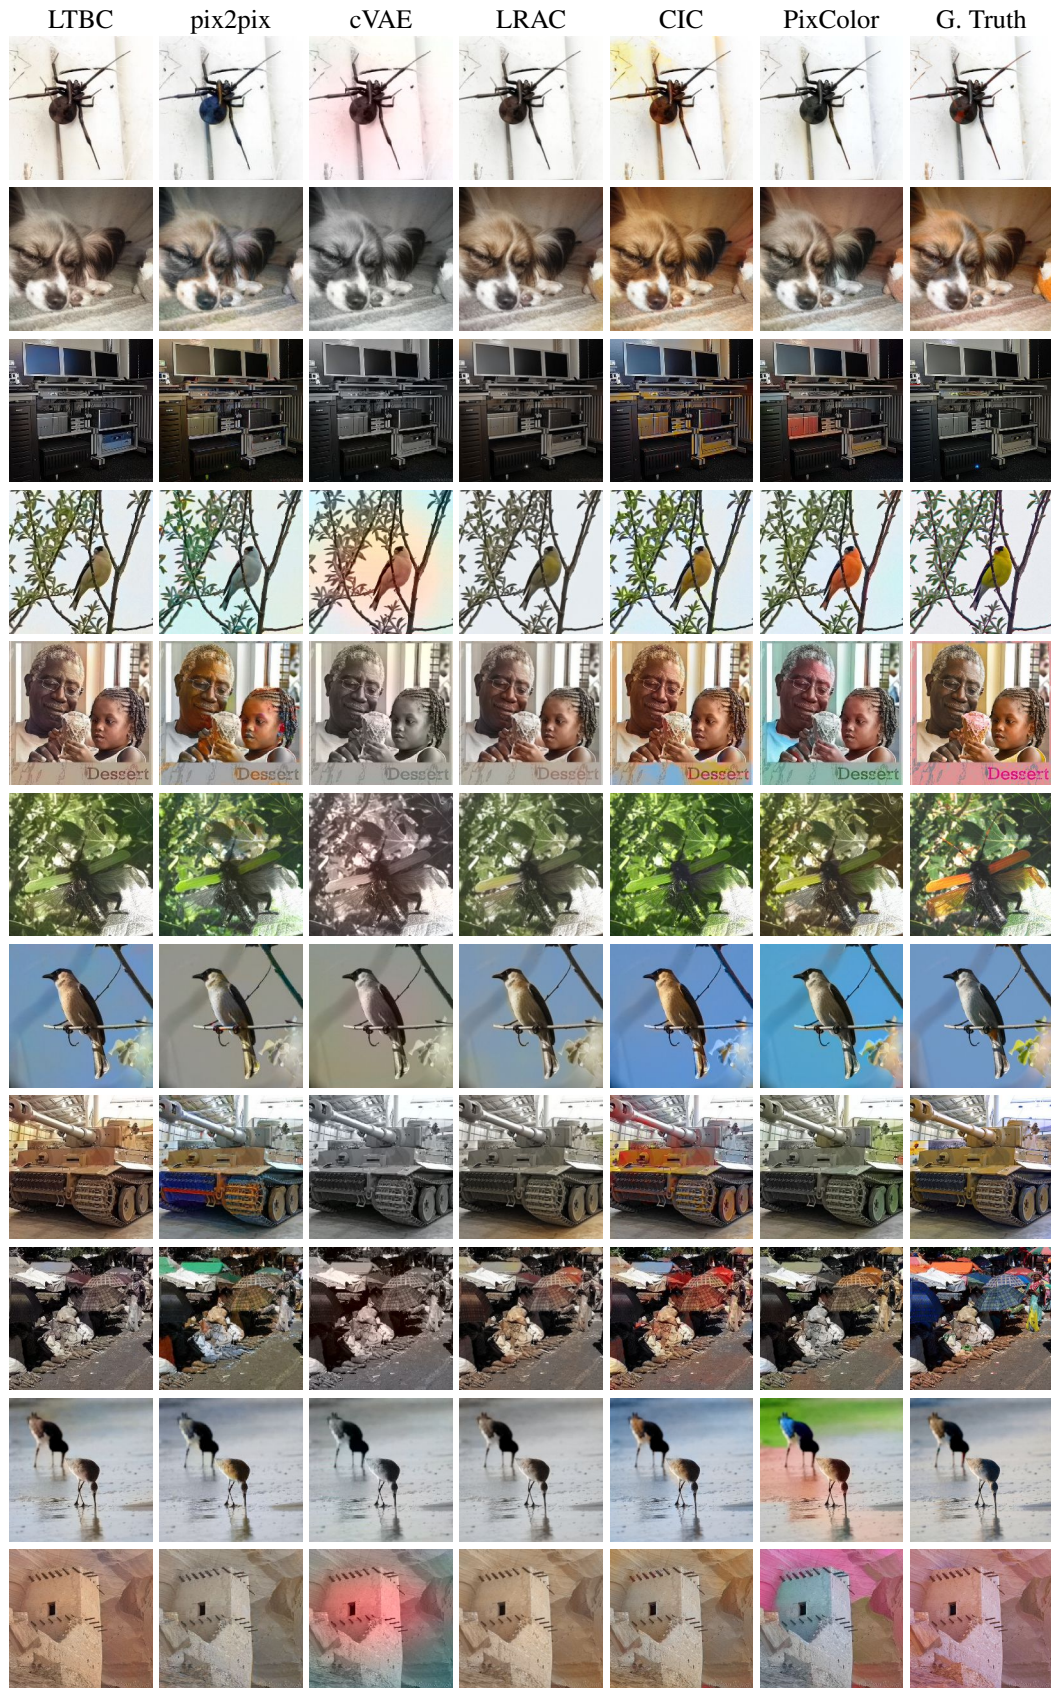 LTBC pix2pix cVAE LRAC CIC PixColor G. Truth
Dessert Dessert Dessert Dessert Dessert Dessert Dessert